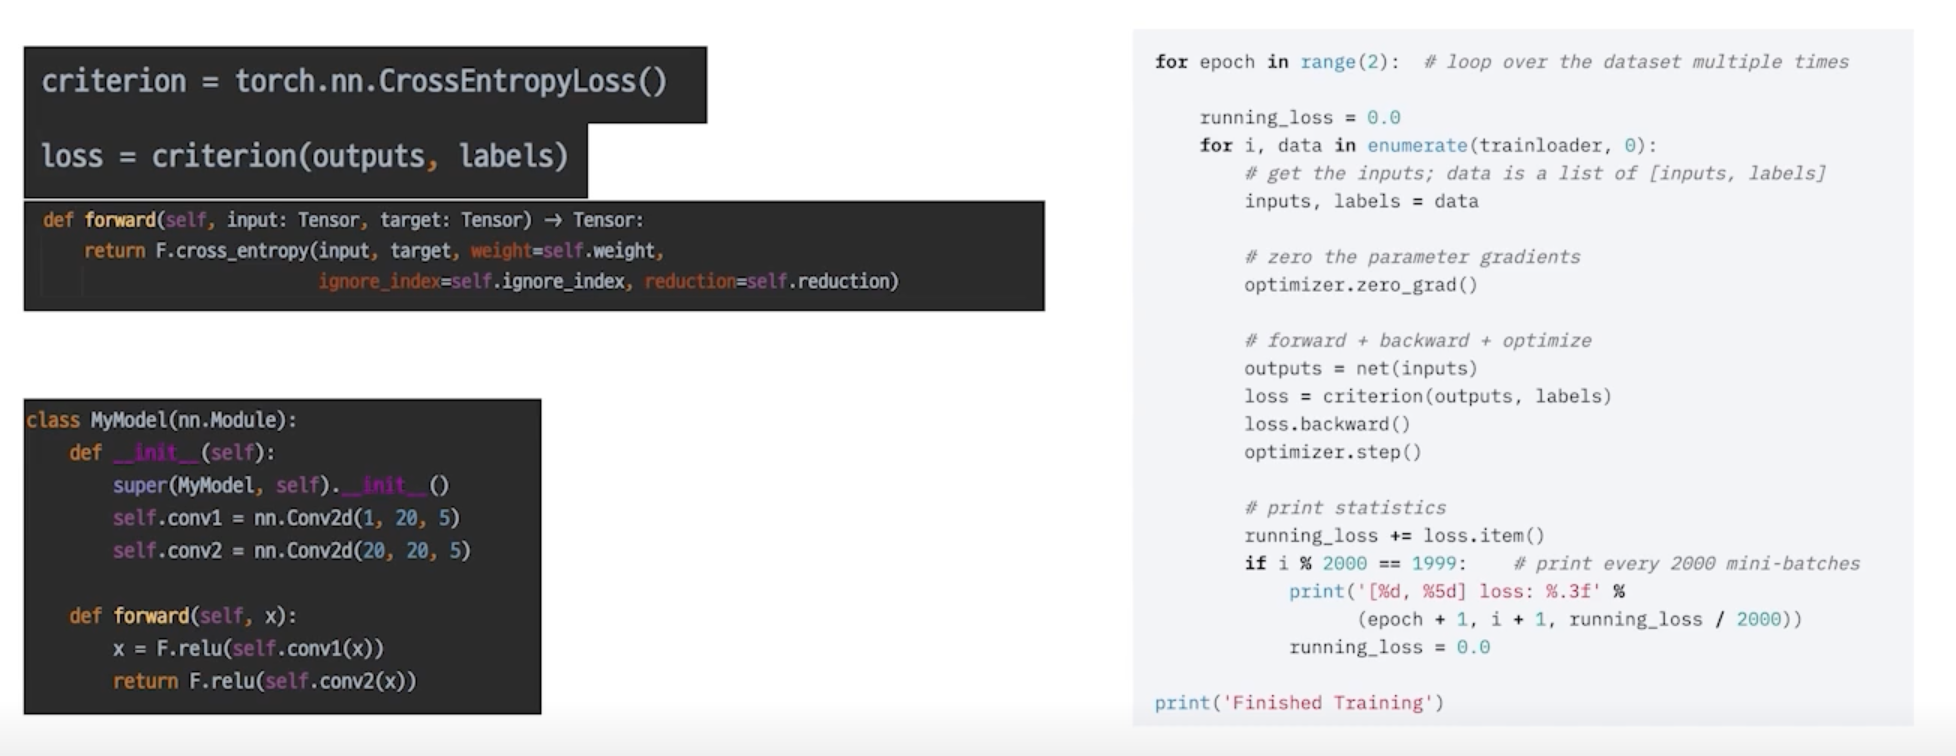 criterion = torch.nn.CrossEntropyLoss()
loss = criterion(outputs, labels)
def forward(self, input: Tensor, target: Tensor) → Tensor:
    return F.cross_entropy(input, target, weight=self.weight,
                           ignore_index=self.ignore_index, reduction=self.reduction)
class MyModel(nn.Module):
    def __init__(self):
        super(MyModel, self).__init__()
        self.conv1 = nn.Conv2d(1, 20, 5)
        self.conv2 = nn.Conv2d(20, 20, 5)
    def forward(self, x):
        x = F.relu(self.conv1(x))
        return F.relu(self.conv2(x))
for epoch in range(2):  # loop over the dataset multiple times
    running_loss = 0.0
    for i, data in enumerate(trainloader, 0):
        # get the inputs; data is a list of [inputs, labels]
        inputs, labels = data
        # zero the parameter gradients
        optimizer.zero_grad()
        # forward + backward + optimize
        outputs = net(inputs)
        loss = criterion(outputs, labels)
        loss.backward()
        optimizer.step()
        # print statistics
        running_loss += loss.item()
        if i % 2000 == 1999:    # print every 2000 mini-batches
            print('[%d, %5d] loss: %.3f' %
                  (epoch + 1, i + 1, running_loss / 2000))
            running_loss = 0.0
print('Finished Training')